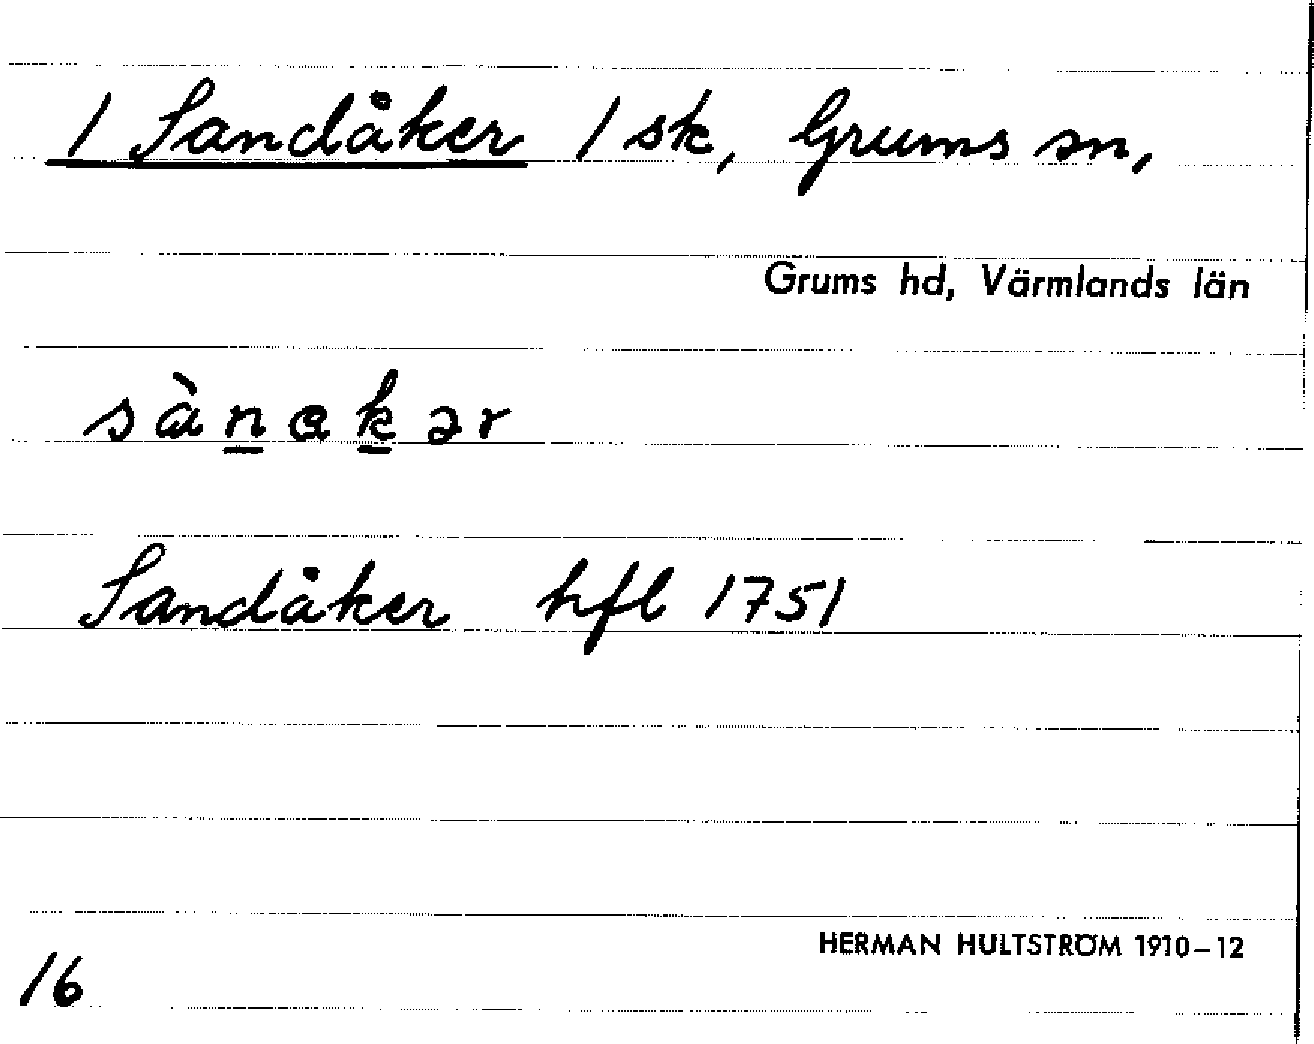 1 Sandåker 1 sk, Grums sn,
Grums hd, Värmlands län
sànakər
Sandåker hfl 1751
HERMAN HULTSTRÖM 1910–12
16